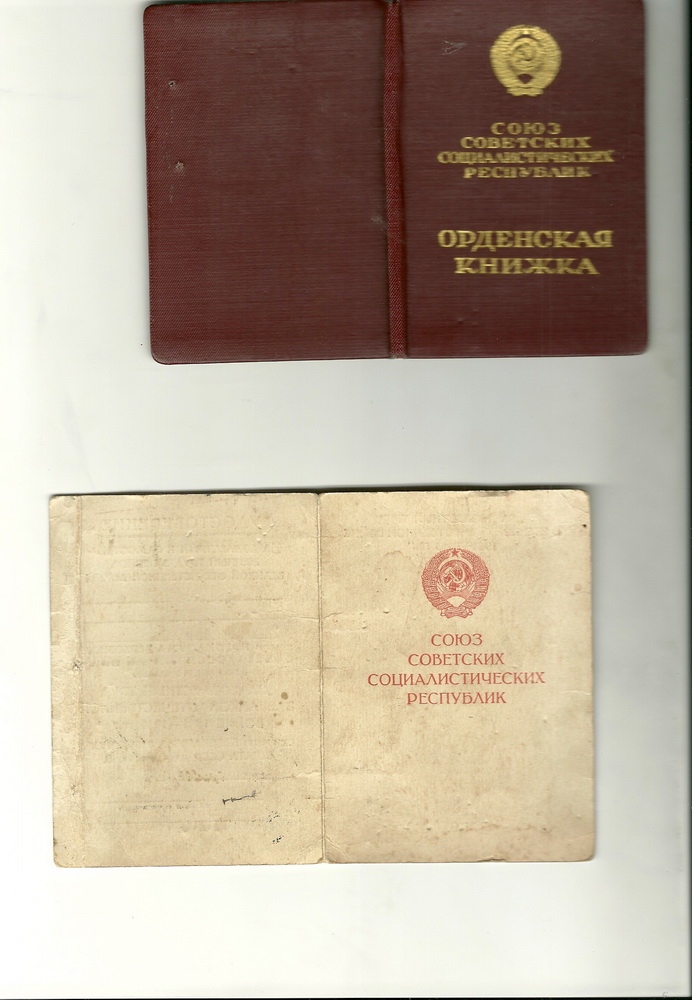 СОЮЗ
СОВЕТСКИХ
СОЦИАЛИСТИЧЕСКИХ
РЕСПУБЛИК
ОРДЕНСКАЯ
КНИЖКА
СОЮЗ
СОВЕТСКИХ
СОЦИАЛИСТИЧЕСКИХ
РЕСПУБЛИК